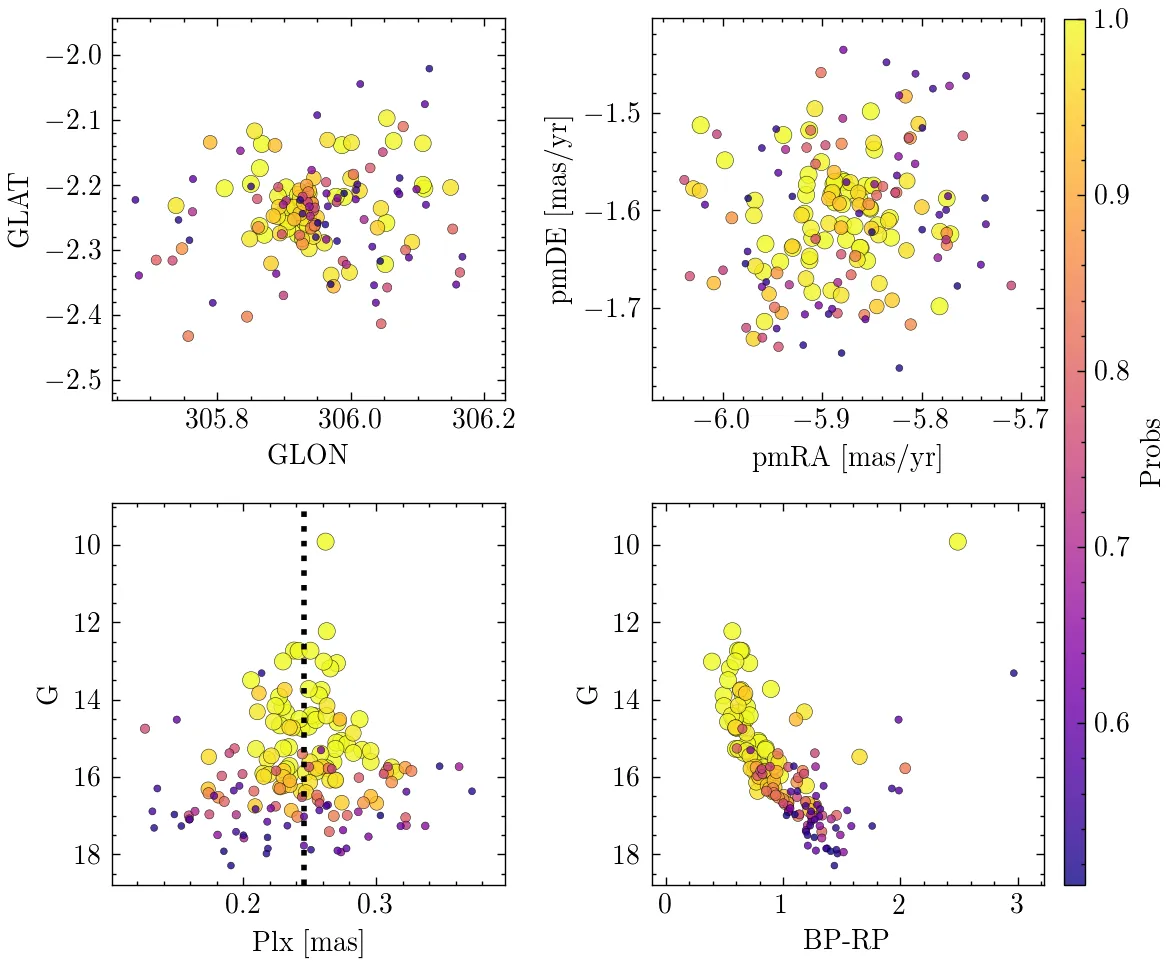 −2.0
−2.1
−2.2
−2.3
−2.4
−2.5
GLAT
305.8 306.0 306.2
GLON
−1.5
−1.6
−1.7
pmDE [mas/yr]
−6.0 −5.9 −5.8 −5.7
pmRA [mas/yr]
1.0
0.9
0.8
0.7
0.6
Probs
10
12
14
16
18
G
0.2 0.3
Plx [mas]
10
12
14
16
18
G
0 1 2 3
BP-RP